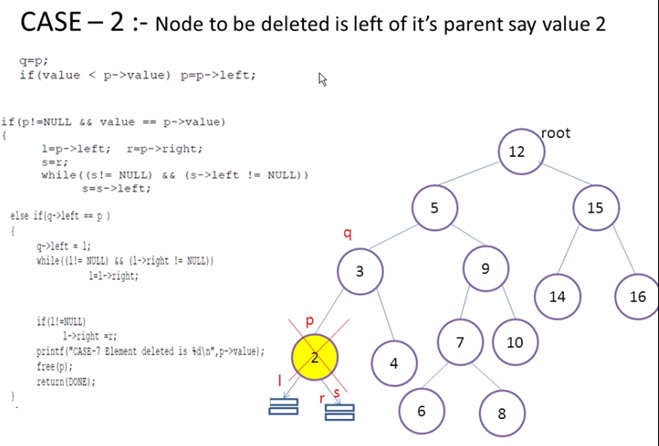 CASE – 2 :- Node to be deleted is left of it's parent say value 2
q=p;
if(value < p->value) p=p->left;
if(p!=NULL && value == p->value)
{
l=p->left; r=p->right;
s=r;
while((s!= NULL) && (s->left != NULL))
s=s->left;
else if(q->left == p )
{
q->left = l;
while((l!= NULL) && (l->right != NULL))
l=l->right;
if(l!=NULL)
l->right =r;
printf("CASE-7 Element deleted is %d\n",p->value);
free(p);
return(DONE);
}
root
12
5
15
q
3
9
14
16
p
2
4
7
10
l
r
s
6
8